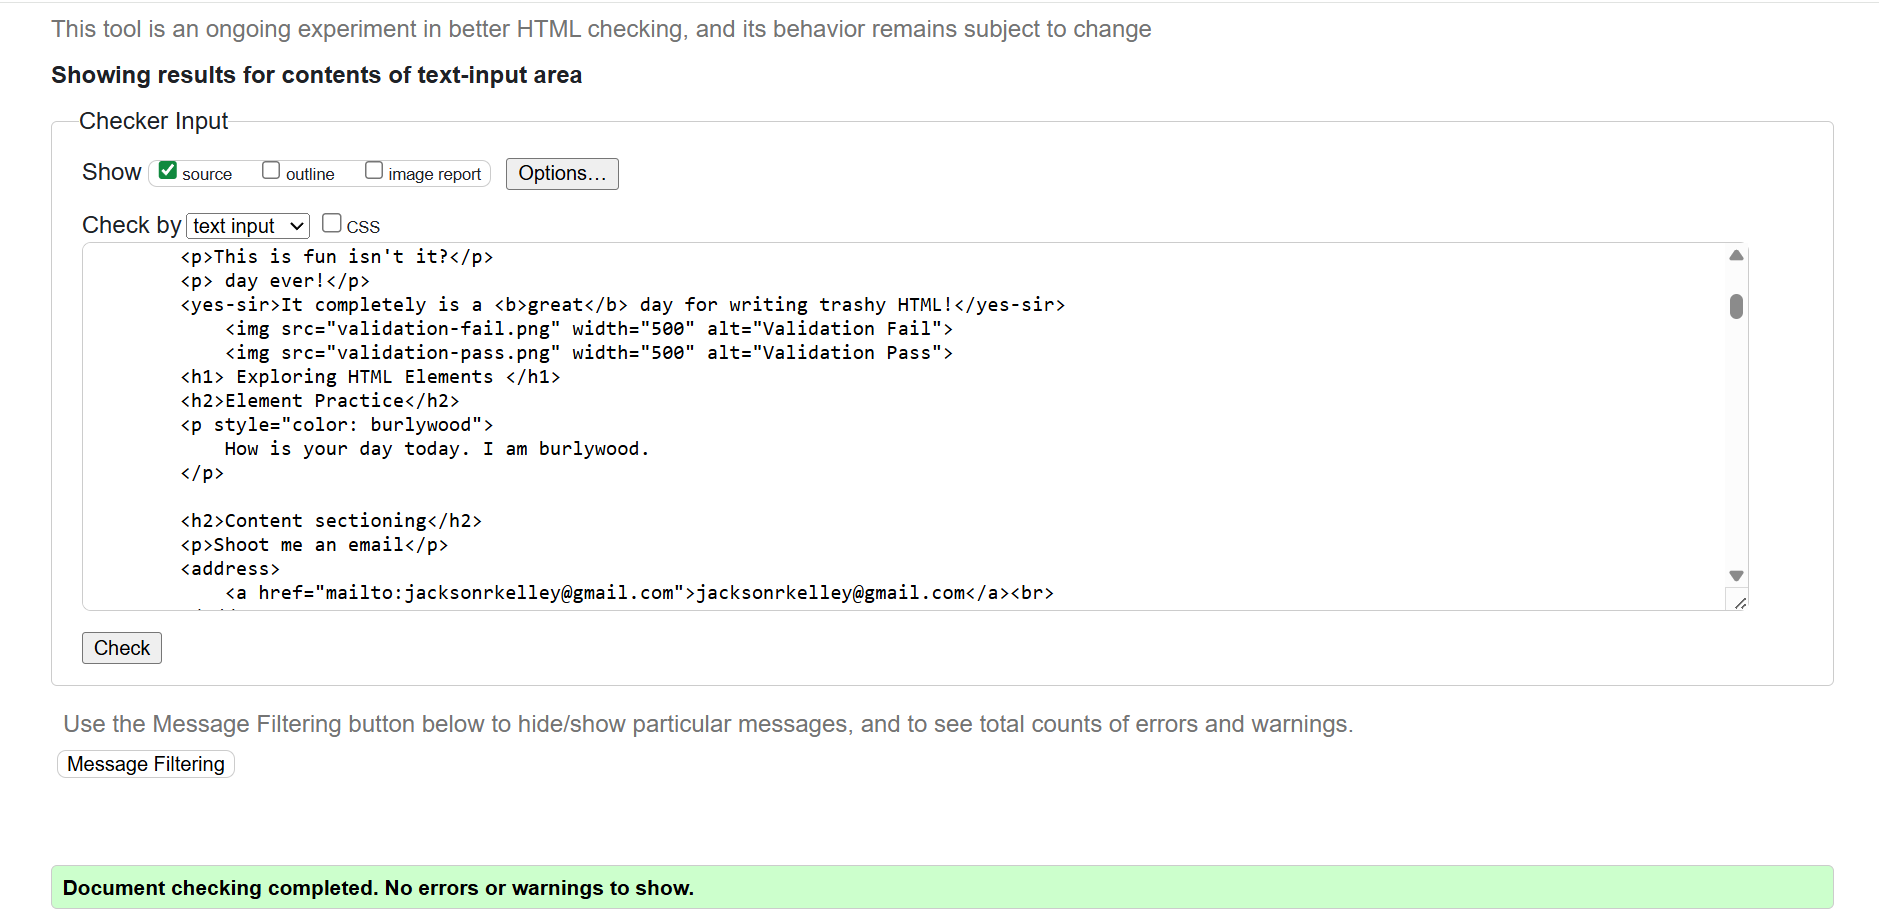 This tool is an ongoing experiment in better HTML checking, and its behavior remains subject to change
Showing results for contents of text-input area
Checker Input
Show source outline image report Options...
Check by text input CSS
<p>This is fun isn't it?</p>
<p> day ever!</p>
<yes-sir>It completely is a <b>great</b> day for writing trashy HTML!</yes-sir>
<img src="validation-fail.png" width="500" alt="Validation Fail">
<img src="validation-pass.png" width="500" alt="Validation Pass">
<h1> Exploring HTML Elements </h1>
<h2>Element Practice</h2>
<p style="color: burlywood">
How is your day today. I am burlywood.
</p>
<h2>Content sectioning</h2>
<p>Shoot me an email</p>
<address>
<a href="mailto:jacksonrkelley@gmail.com">jacksonrkelley@gmail.com</a><br>
Check
Use the Message Filtering button below to hide/show particular messages, and to see total counts of errors and warnings.
Message Filtering
Document checking completed. No errors or warnings to show.